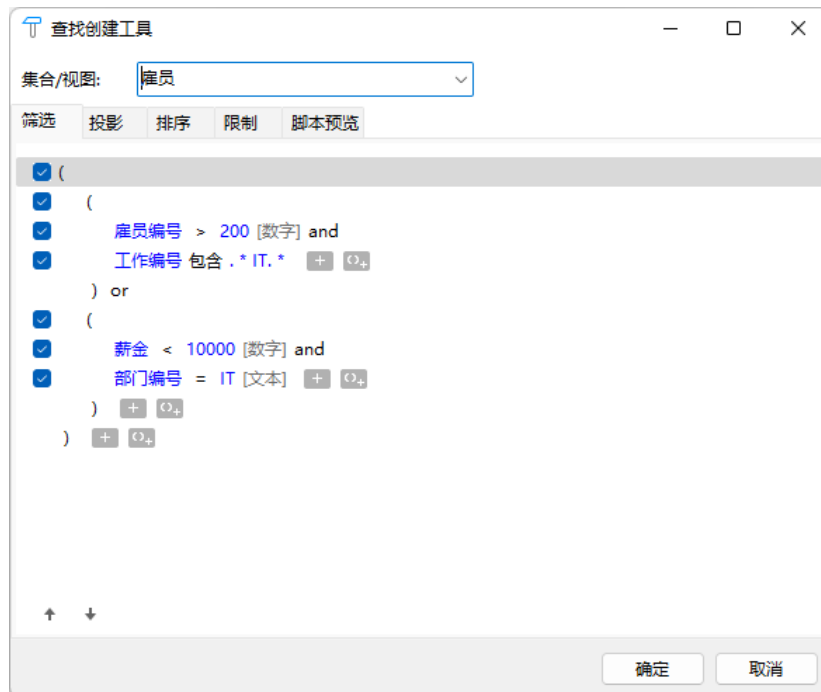 查找创建工具
集合/视图: 雇员
筛选 投影 排序 限制 脚本预览
(
(
雇员编号 > 200 [数字] and
工作编号 包含 . * IT. *
) or
(
薪金 < 10000 [数字] and
部门编号 = IT [文本]
)
)
确定 取消